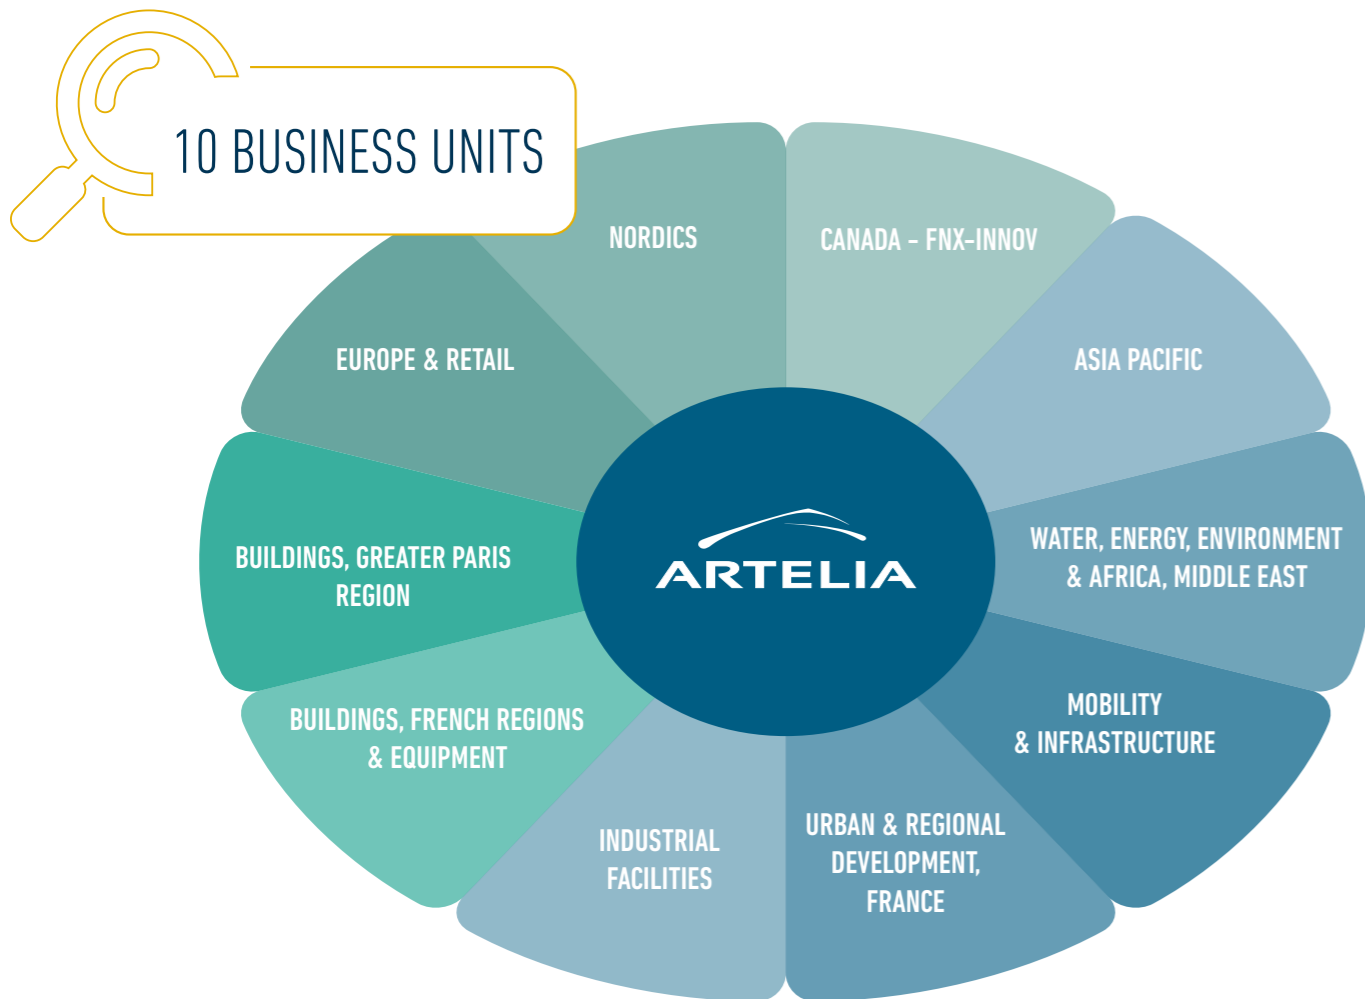 10 BUSINESS UNITS
NORDICS
CANADA - FNX-INNOV
EUROPE & RETAIL
ASIA PACIFIC
BUILDINGS, GREATER PARIS
REGION
ARTELIA
WATER, ENERGY, ENVIRONMENT
& AFRICA, MIDDLE EAST
BUILDINGS, FRENCH REGIONS
& EQUIPMENT
MOBILITY
& INFRASTRUCTURE
INDUSTRIAL
FACILITIES
URBAN & REGIONAL
DEVELOPMENT,
FRANCE